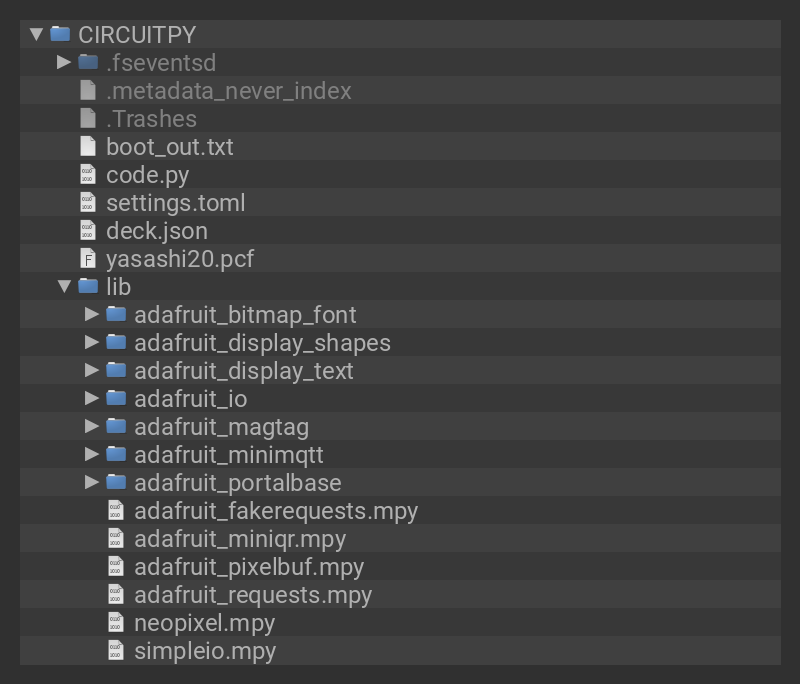 CIRCUITPY
.fseventsd
.metadata_never_index
.Trashes
boot_out.txt
code.py
settings.toml
deck.json
F yasashi20.pcf
lib
adafruit_bitmap_font
adafruit_display_shapes
adafruit_display_text
adafruit_io
adafruit_magtag
adafruit_minimqtt
adafruit_portalbase
adafruit_fakerequests.mpy
adafruit_miniqr.mpy
adafruit_pixelbuf.mpy
adafruit_requests.mpy
neopixel.mpy
simpleio.mpy